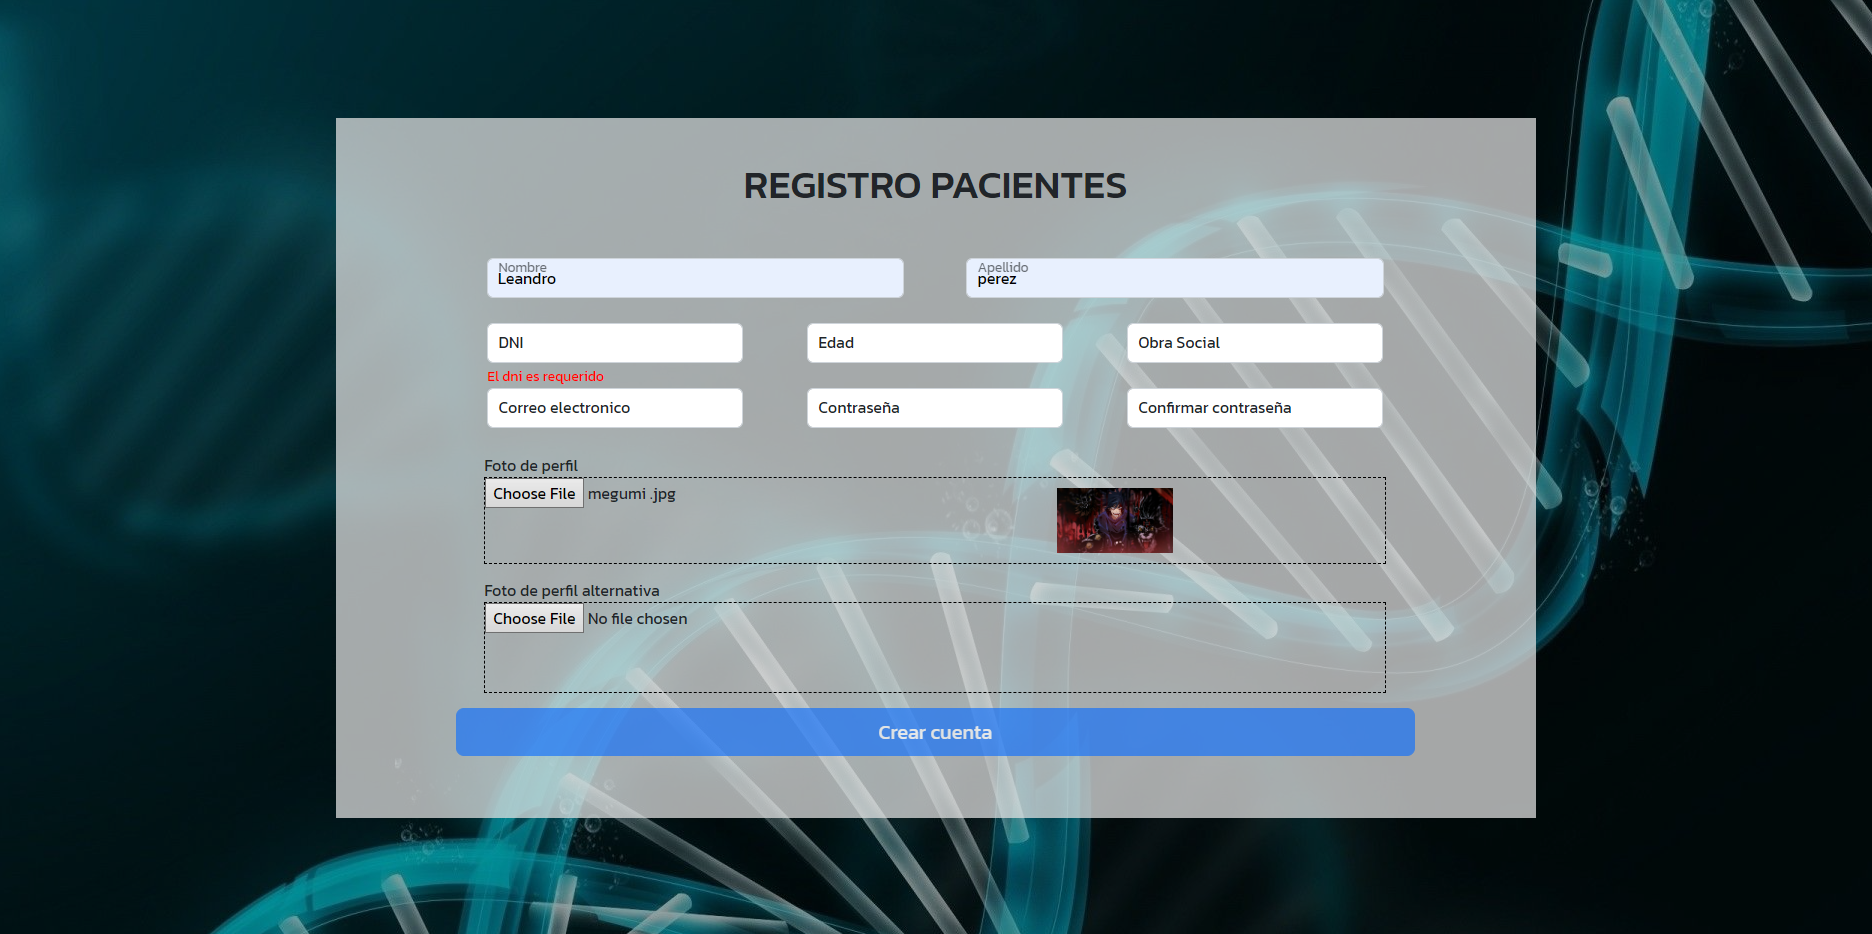 REGISTRO PACIENTES
Nombre
Leandro
Apellido
perez
DNI
Edad
Obra Social
El dni es requerido
Correo electronico
Contraseña
Confirmar contraseña
Foto de perfil
Choose File megumi .jpg
Foto de perfil alternativa
Choose File No file chosen
Crear cuenta